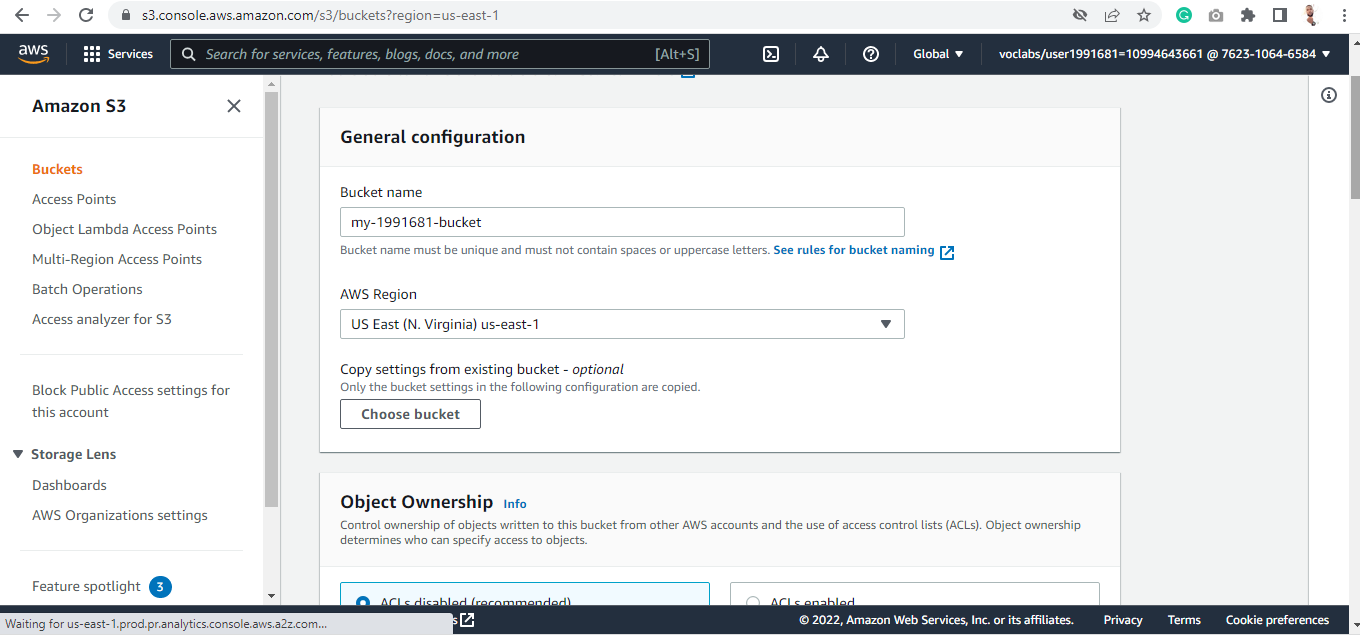 s3.console.aws.amazon.com/s3/buckets?region=us-east-1
aws
Services
Search for services, features, blogs, docs, and more [Alt+S]
Global
voclabs/user1991681=10994643661 @ 7623-1064-6584
Amazon S3
Buckets
Access Points
Object Lambda Access Points
Multi-Region Access Points
Batch Operations
Access analyzer for S3
Block Public Access settings for
this account
Storage Lens
Dashboards
AWS Organizations settings
Feature spotlight 3
General configuration
Bucket name
my-1991681-bucket
Bucket name must be unique and must not contain spaces or uppercase letters. See rules for bucket naming
AWS Region
US East (N. Virginia) us-east-1
Copy settings from existing bucket - optional
Only the bucket settings in the following configuration are copied.
Choose bucket
Object Ownership Info
Control ownership of objects written to this bucket from other AWS accounts and the use of access control lists (ACLs). Object ownership
determines who can specify access to objects.
ACLs disabled (recommended)
ACLs enabled
Waiting for us-east-1.prod.pr.analytics.console.aws.a2z.com...
© 2022, Amazon Web Services, Inc. or its affiliates.
Privacy
Terms
Cookie preferences